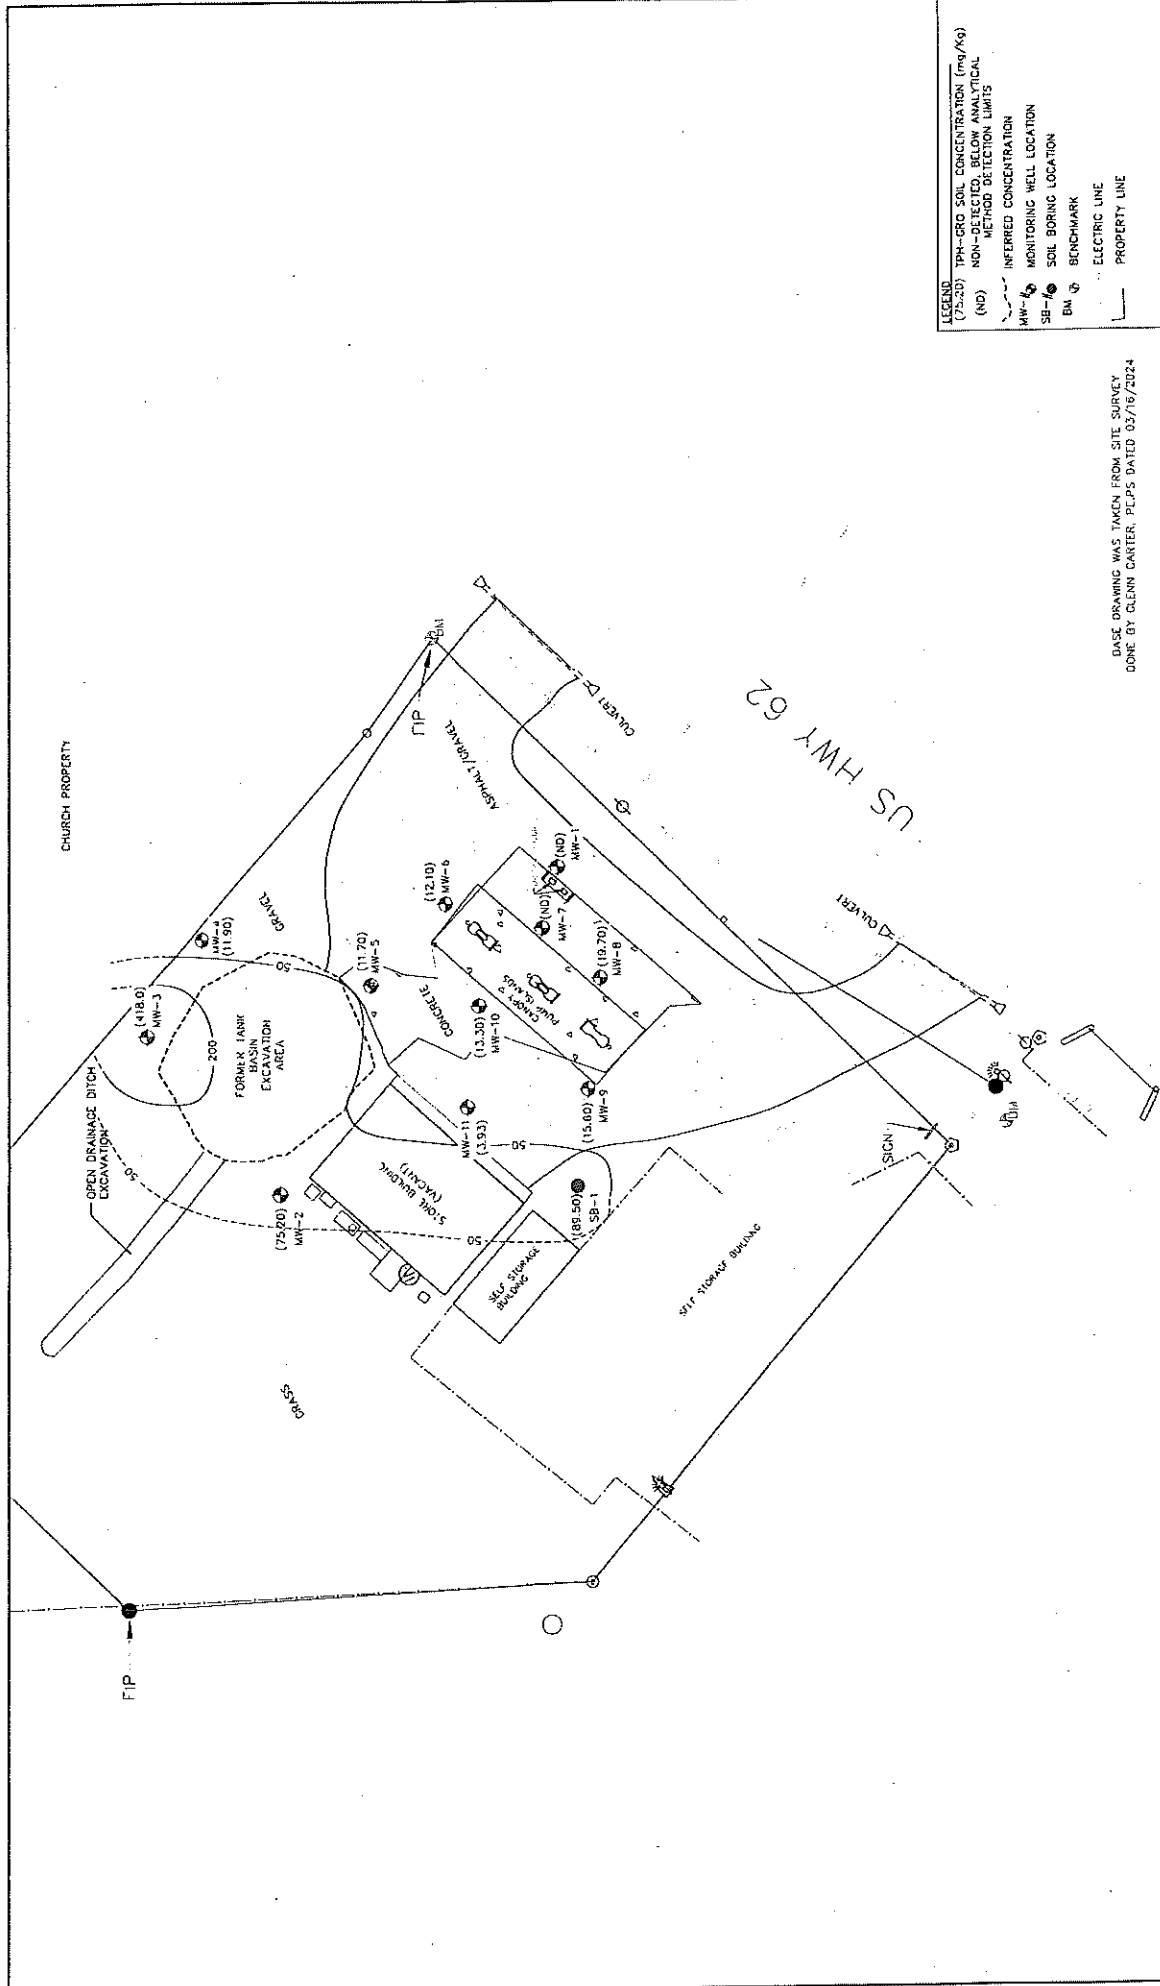 CHURCH PROPERTY
OPEN DRAINAGE DITCH
EXCAVATION
50
(418.0)
MW-3
MW-4
(11.90)
GRAVEL
200
FORMER TANK
BASIN
EXCAVATION
AREA
50
(75.20)
MW-2
(11.70)
MW-5
FIP
BM
ASPHALT/GRAVEL
CONCRETE
(12.10)
MW-6
(ND)
MW-1
(ND)
MW-7
(19.70)
MW-8
CANOPY
PUMP ISLANDS
(13.30)
MW-10
MW-11
(3.93)
(15.80)
MW-9
50
50
STONE BUILDING
(VACANT)
(89.50)
SB-1
SELF STORAGE
BUILDING
SELF STORAGE BUILDING
GRASS
CULVERT
US HWY 62
CULVERT
SIGN
BM
FIP
LEGEND
(75.20) TPH-GRO SOIL CONCENTRATION (mg/Kg)
(ND) NON-DETECTED, BELOW ANALYTICAL
METHOD DETECTION LIMITS
INFERRED CONCENTRATION
MW-# MONITORING WELL LOCATION
SB-# SOIL BORING LOCATION
BM BENCHMARK
ELECTRIC LINE
PROPERTY LINE
BASE DRAWING WAS TAKEN FROM SITE SURVEY
DONE BY GLENN CARTER, PE,PS DATED 03/16/2024